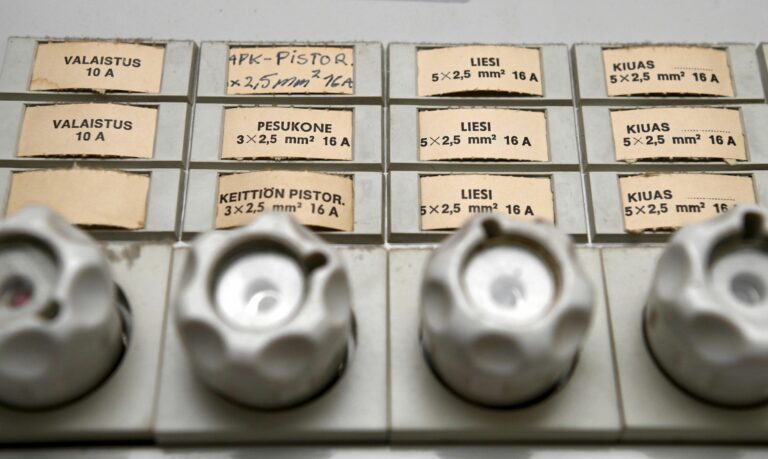 VALAISTUS
10 A
APK-PISTOR.
x 2,5 mm² 16A
LIESI
5×2,5 mm² 16 A
KIUAS ..............
5×2,5 mm² 16 A
VALAISTUS
10 A
PESUKONE
3×2,5 mm² 16 A
LIESI
5×2,5 mm² 16 A
KIUAS ..............
5×2,5 mm² 16 A
KEITTIÖN PISTOR.
3×2,5 mm² 16 A
LIESI
5×2,5 mm² 16 A
KIUAS ..............
5×2,5 mm² 16 A